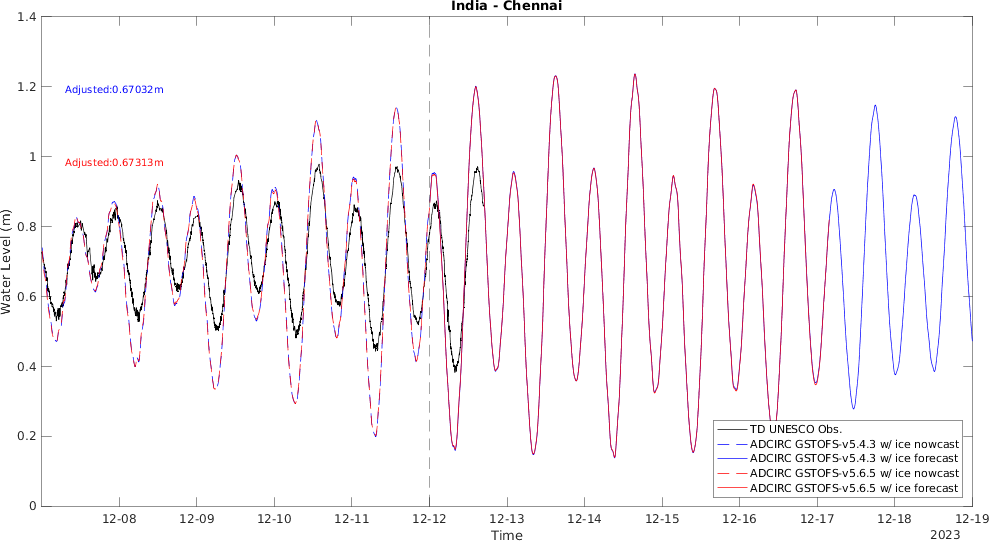 India - Chennai
1.4
1.2
1
0.8
0.6
0.4
0.2
0
Water Level (m)
Adjusted:0.67032m
Adjusted:0.67313m
TD UNESCO Obs.
ADCIRC GSTOFS-v5.4.3 w/ ice nowcast
ADCIRC GSTOFS-v5.4.3 w/ ice forecast
ADCIRC GSTOFS-v5.6.5 w/ ice nowcast
ADCIRC GSTOFS-v5.6.5 w/ ice forecast
12-08 12-09 12-10 12-11 12-12 12-13 12-14 12-15 12-16 12-17 12-18 12-19
Time
2023